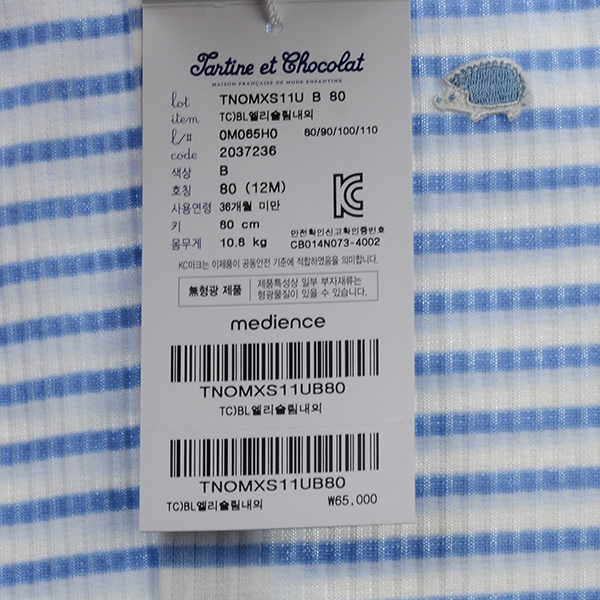 Tartine et Chocolat
MAISON FRANÇAISE DE MODE ENFANTINE
lot TNOMXS11U B 80
item TC)BL엘리슬림내의
l/# 0M065H0 80/90/100/110
code 2037236
색상 B
호칭 80 (12M)
사용연령 36개월 미만
키 80 cm
몸무게 10.8 kg
안전확인신고확인증번호
CB014N073-4002
KC마크는 이제품이 공동안전 기준에 적합하였음을 의미합니다.
無형광 제품
제품특성상 일부 부자재류는
형광물질이 있을 수 있습니다.
medience
TNOMXS11UB80
TC)BL엘리슬림내의
TNOMXS11UB80
TC)BL엘리슬림내의 ₩65,000